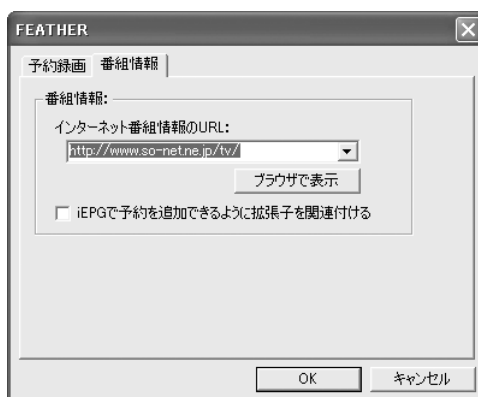 FEATHER
予約録画 番組情報
番組情報:
インターネット番組情報のURL:
http://www.so-net.ne.jp/tv/
ブラウザで表示
iEPGで予約を追加できるように拡張子を関連付ける
OK キャンセル